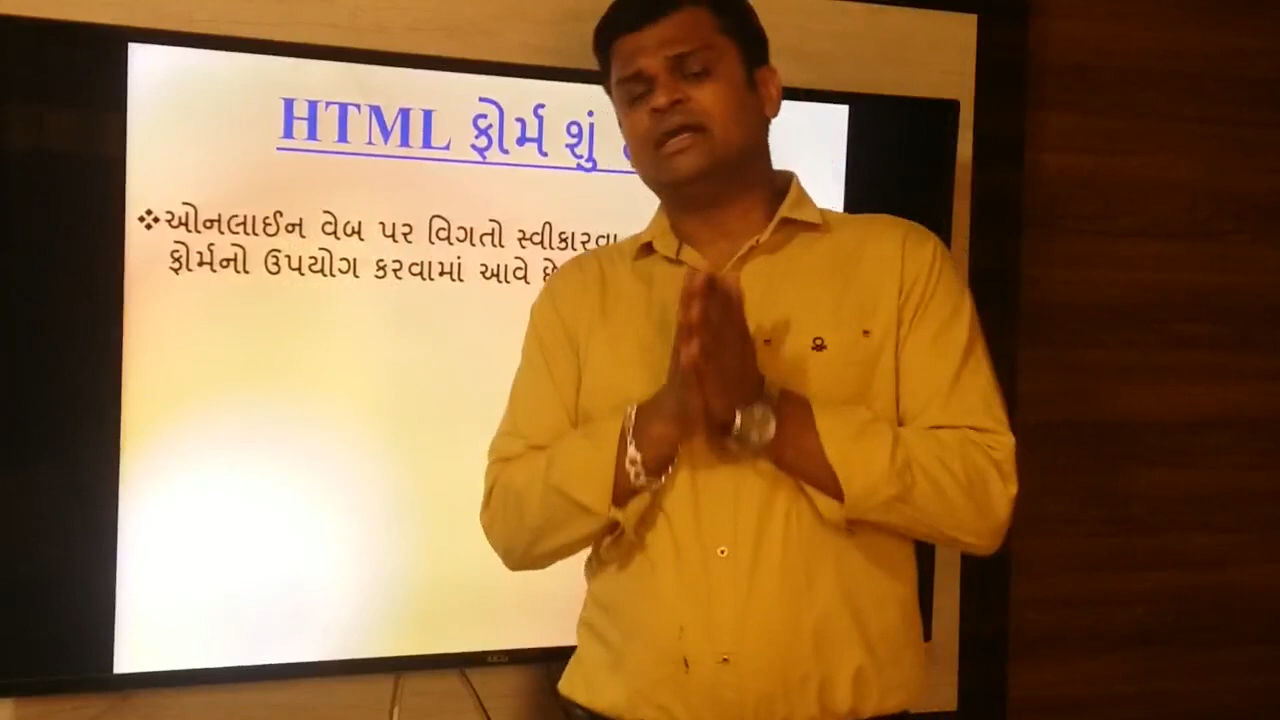 HTML ફોર્મ શું
❖ઓનલાઈન વેબ પર વિગતો સ્વીકારવા
ફોર્મનો ઉપયોગ કરવામાં આવે છે